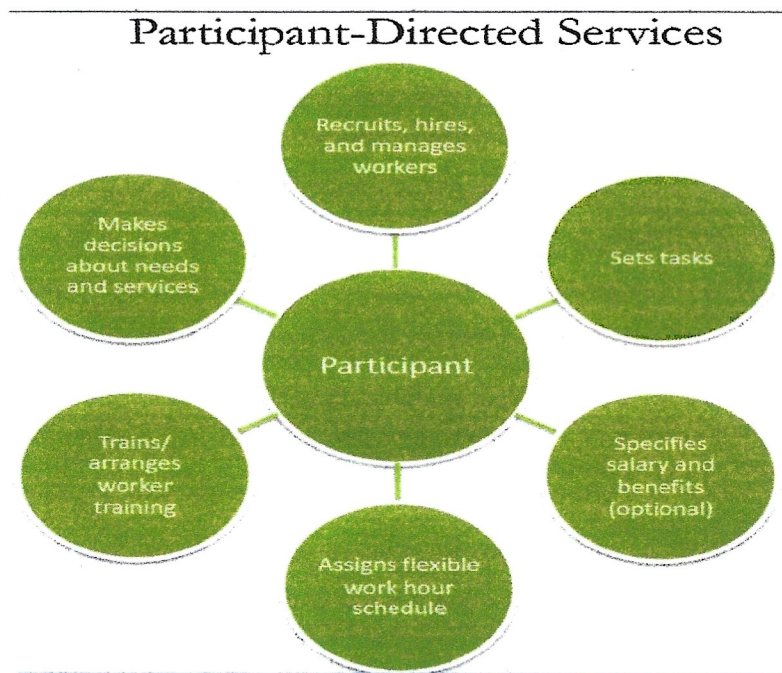 Participant-Directed Services
Recruits, hires,
and manages
workers
Makes
decisions
about needs
and services
Sets tasks
Participant
Trains/
arranges
worker
training
Specifies
salary and
benefits
(optional)
Assigns flexible
work hour
schedule